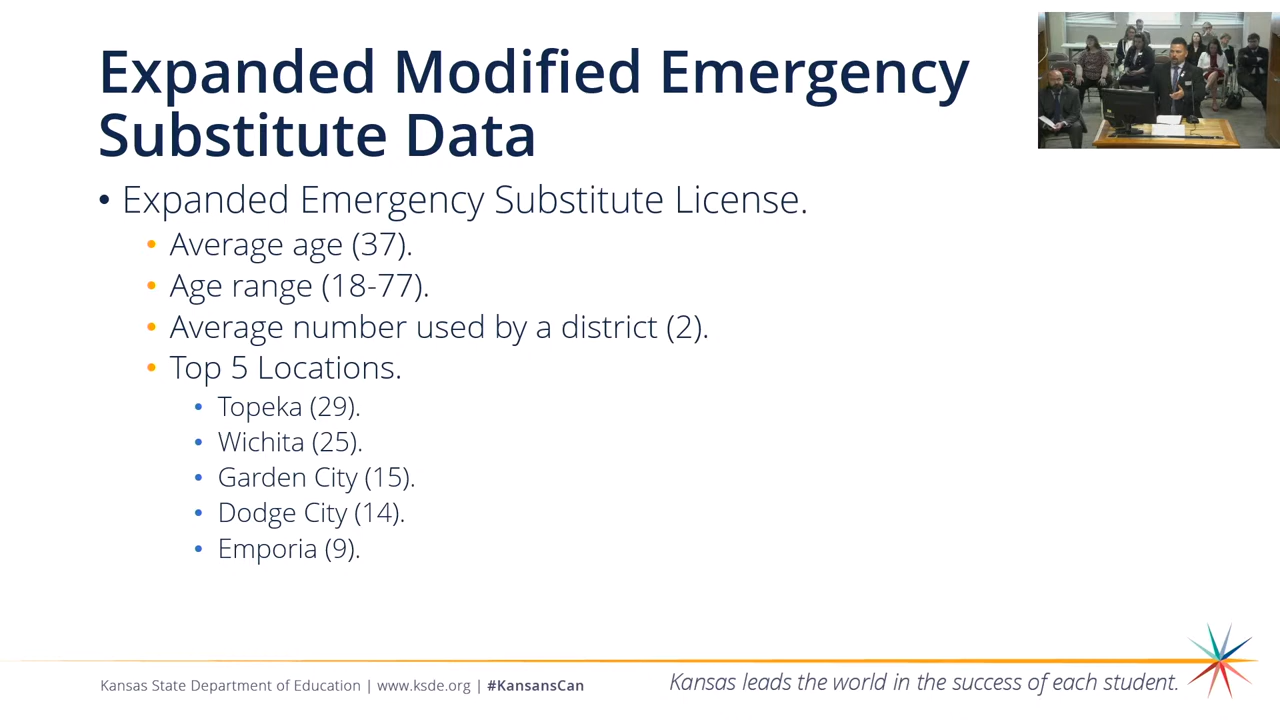 Expanded Modified Emergency
Substitute Data
• Expanded Emergency Substitute License.
• Average age (37).
• Age range (18-77).
• Average number used by a district (2).
• Top 5 Locations.
• Topeka (29).
• Wichita (25).
• Garden City (15).
• Dodge City (14).
• Emporia (9).
Kansas State Department of Education | www.ksde.org | #KansansCan
Kansas leads the world in the success of each student.